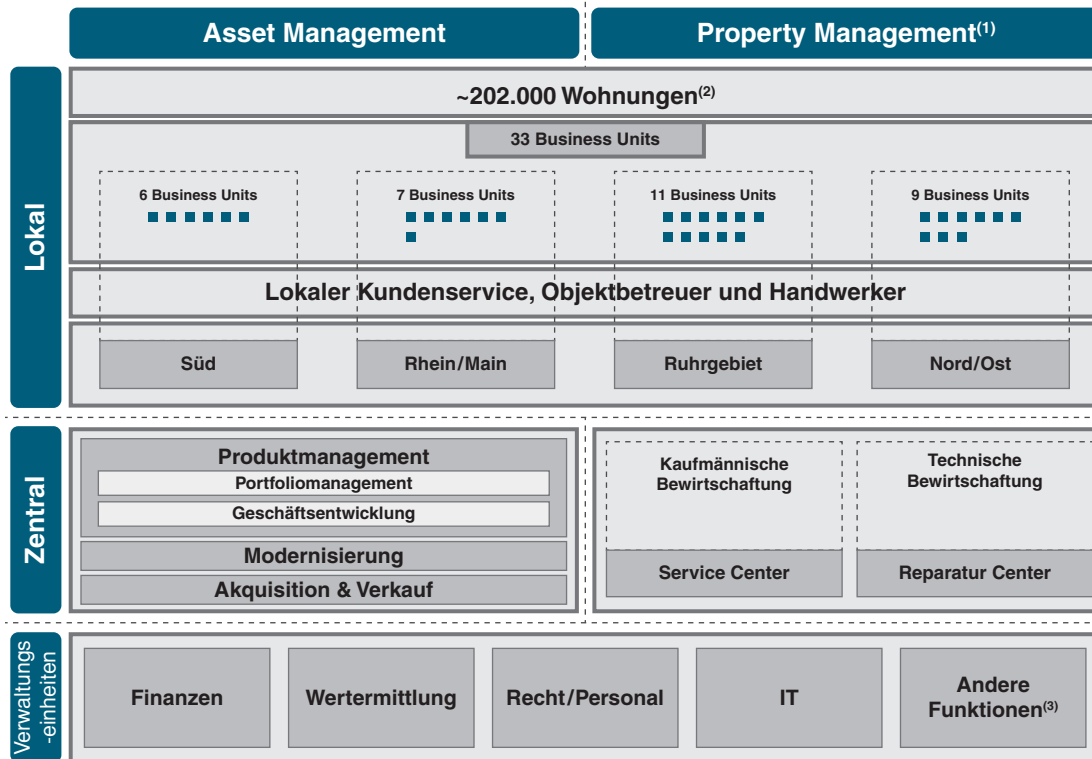 Asset Management
Property Management(1)
Lokal
~202.000 Wohnungen(2)
33 Business Units
6 Business Units
7 Business Units
11 Business Units
9 Business Units
Lokaler Kundenservice, Objektbetreuer und Handwerker
Süd
Rhein/Main
Ruhrgebiet
Nord/Ost
Zentral
Produktmanagement
Portfoliomanagement
Geschäftsentwicklung
Modernisierung
Akquisition & Verkauf
Kaufmännische
Bewirtschaftung
Service Center
Technische
Bewirtschaftung
Reparatur Center
Verwaltungs
-einheiten
Finanzen
Wertermittlung
Recht/Personal
IT
Andere
Funktionen(3)